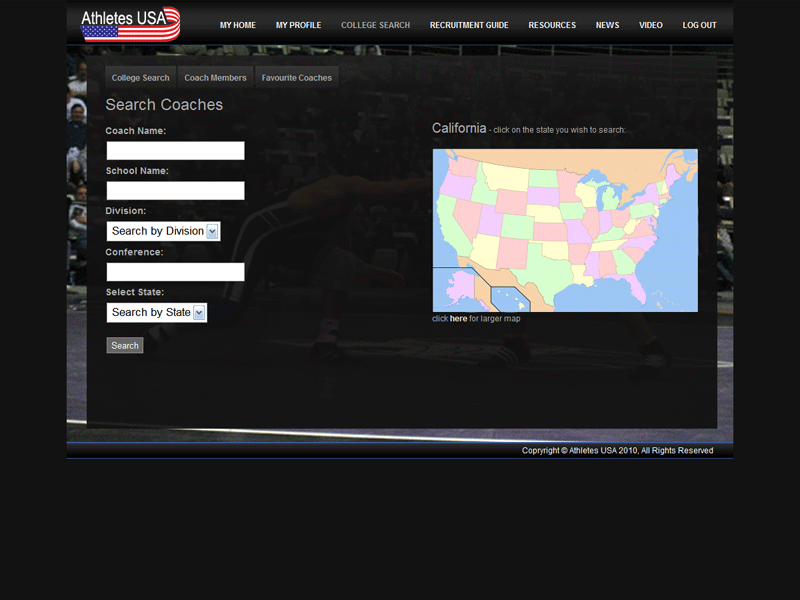 Athletes USA
MY HOME MY PROFILE COLLEGE SEARCH RECRUITMENT GUIDE RESOURCES NEWS VIDEO LOG OUT
College Search Coach Members Favourite Coaches
Search Coaches
Coach Name:
School Name:
Division:
Search by Division
Conference:
Select State:
Search by State
Search
California - click on the state you wish to search:
click here for larger map
Copyright © Athletes USA 2010, All Rights Reserved